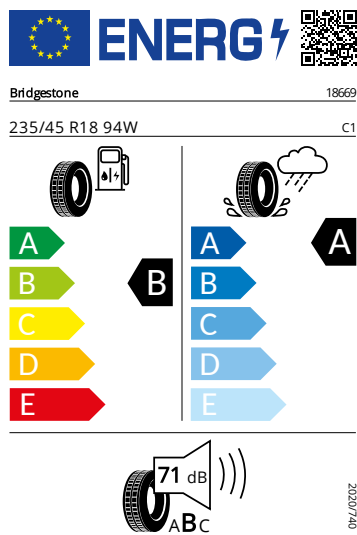 ENERG
Bridgestone 18669
235/45 R18 94W C1
A A A
B B B
C C
D D
E E
71 dB
ABC
2020/740